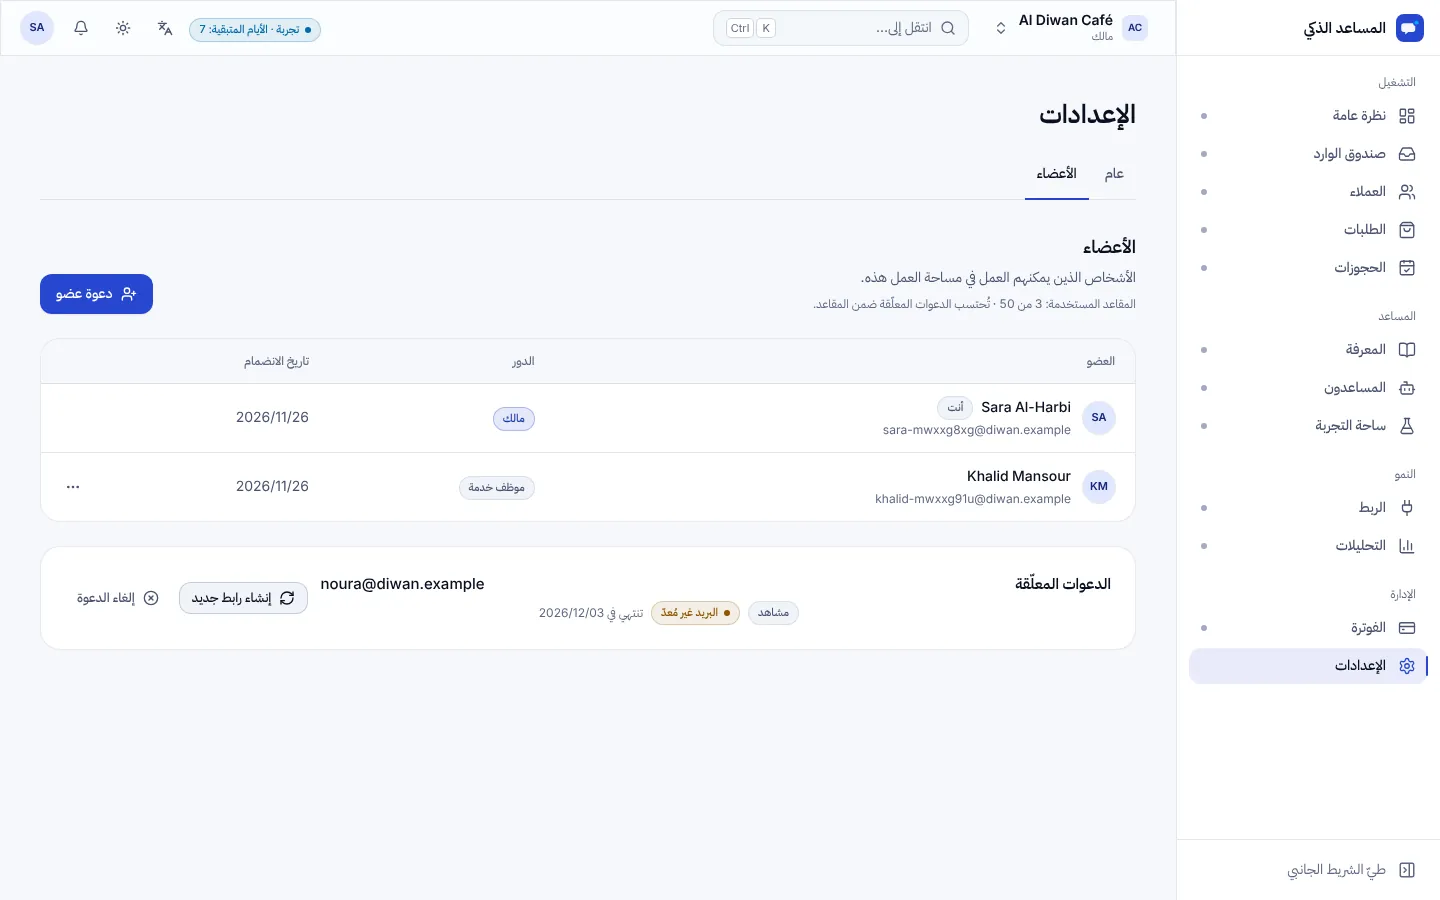 المساعد الذكي
AC
Al Diwan Café
مالك
انتقل إلى...
Ctrl K
تجربة · الأيام المتبقية: 7
SA
التشغيل
نظرة عامة
صندوق الوارد
العملاء
الطلبات
الحجوزات
المساعد
المعرفة
المساعدون
ساحة التجربة
النمو
الربط
التحليلات
الإدارة
الفوترة
الإعدادات
طيّ الشريط الجانبي
الإعدادات
عام
الأعضاء
الأعضاء
الأشخاص الذين يمكنهم العمل في مساحة العمل هذه.
المقاعد المستخدمة: 3 من 50 · تُحتسب الدعوات المعلّقة ضمن المقاعد.
دعوة عضو
العضو
الدور
تاريخ الانضمام
SA
Sara Al-Harbi
أنت
sara-mwxxg8xg@diwan.example
مالك
2026/11/26
KM
Khalid Mansour
khalid-mwxxg91u@diwan.example
موظف خدمة
2026/11/26
الدعوات المعلّقة
noura@diwan.example
مشاهد
البريد غير مُعدّ
تنتهي في 2026/12/03
إنشاء رابط جديد
إلغاء الدعوة